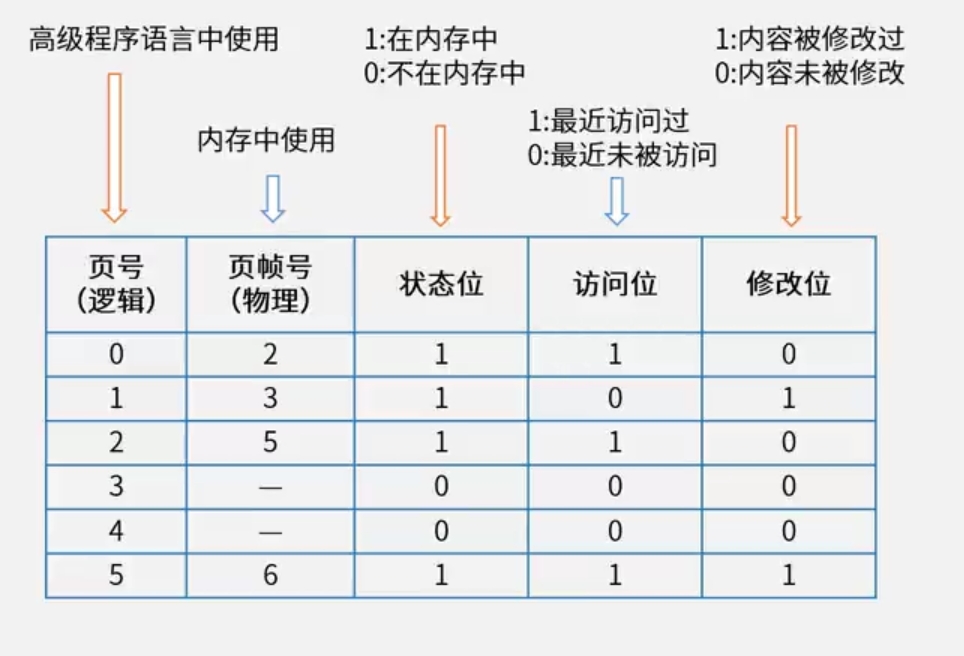 高级程序语言中使用
1:在内存中
0:不在内存中
1:内容被修改过
0:内容未被修改
内存中使用
1:最近访问过
0:最近未被访问
页号
（逻辑）
页帧号
（物理）
状态位
访问位
修改位
0 2 1 1 0
1 3 1 0 1
2 5 1 1 0
3 — 0 0 0
4 — 0 0 0
5 6 1 1 1